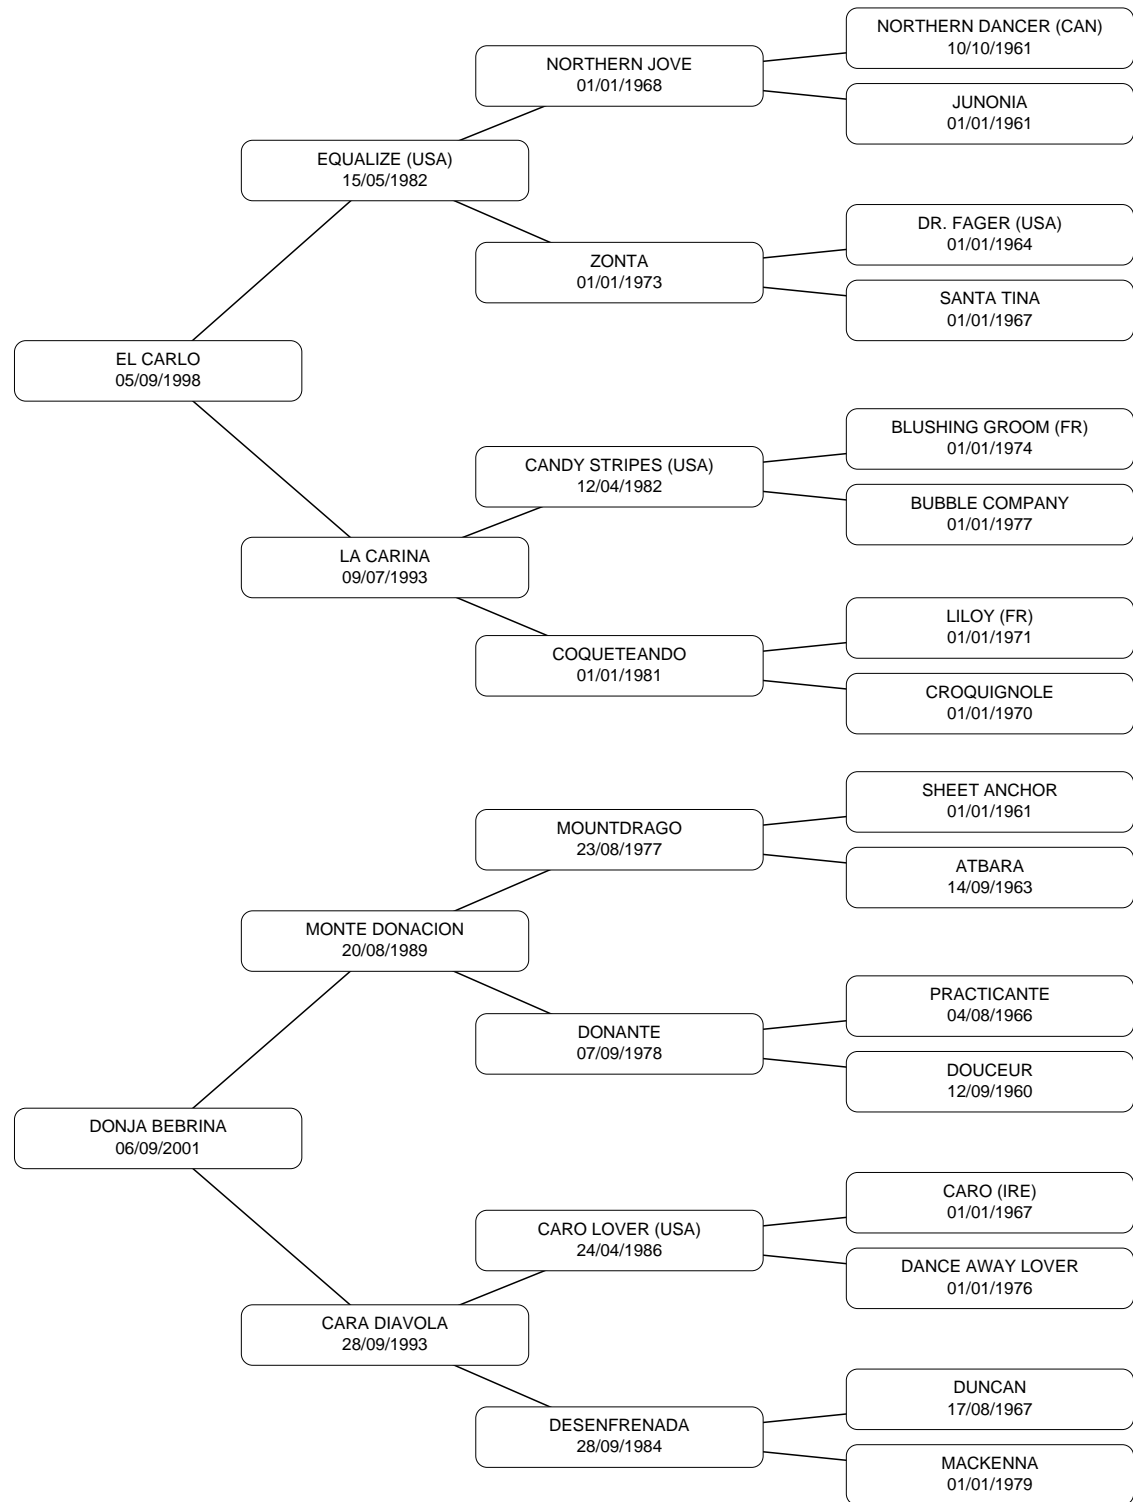 NORTHERN DANCER (CAN)
10/10/1961
NORTHERN JOVE
01/01/1968
JUNONIA
01/01/1961
EQUALIZE (USA)
15/05/1982
DR. FAGER (USA)
01/01/1964
ZONTA
01/01/1973
SANTA TINA
01/01/1967
EL CARLO
05/09/1998
BLUSHING GROOM (FR)
01/01/1974
CANDY STRIPES (USA)
12/04/1982
BUBBLE COMPANY
01/01/1977
LA CARINA
09/07/1993
LILOY (FR)
01/01/1971
COQUETEANDO
01/01/1981
CROQUIGNOLE
01/01/1970
SHEET ANCHOR
01/01/1961
MOUNTDRAGO
23/08/1977
ATBARA
14/09/1963
MONTE DONACION
20/08/1989
PRACTICANTE
04/08/1966
DONANTE
07/09/1978
DOUCEUR
12/09/1960
DONJA BEBRINA
06/09/2001
CARO (IRE)
01/01/1967
CARO LOVER (USA)
24/04/1986
DANCE AWAY LOVER
01/01/1976
CARA DIAVOLA
28/09/1993
DUNCAN
17/08/1967
DESENFRENADA
28/09/1984
MACKENNA
01/01/1979